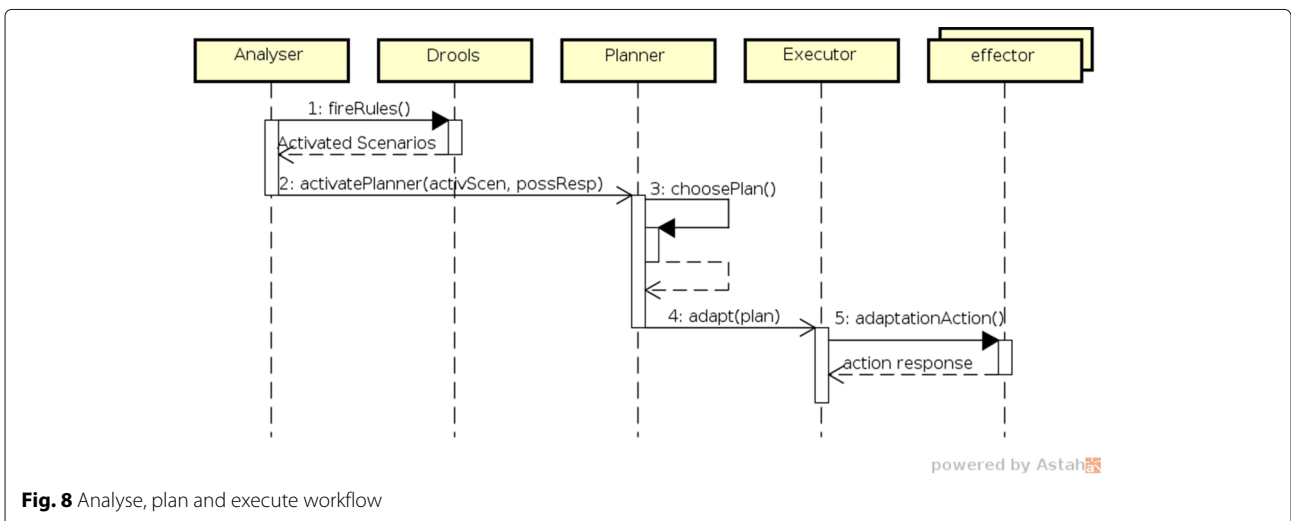 Analyser
Drools
Planner
Executor
effector
1: fireRules()
Activated Scenarios
2: activatePlanner(activScen, possResp)
3: choosePlan()
4: adapt(plan)
5: adaptationAction()
action response
powered by Astah
Fig. 8 Analyse, plan and execute workflow